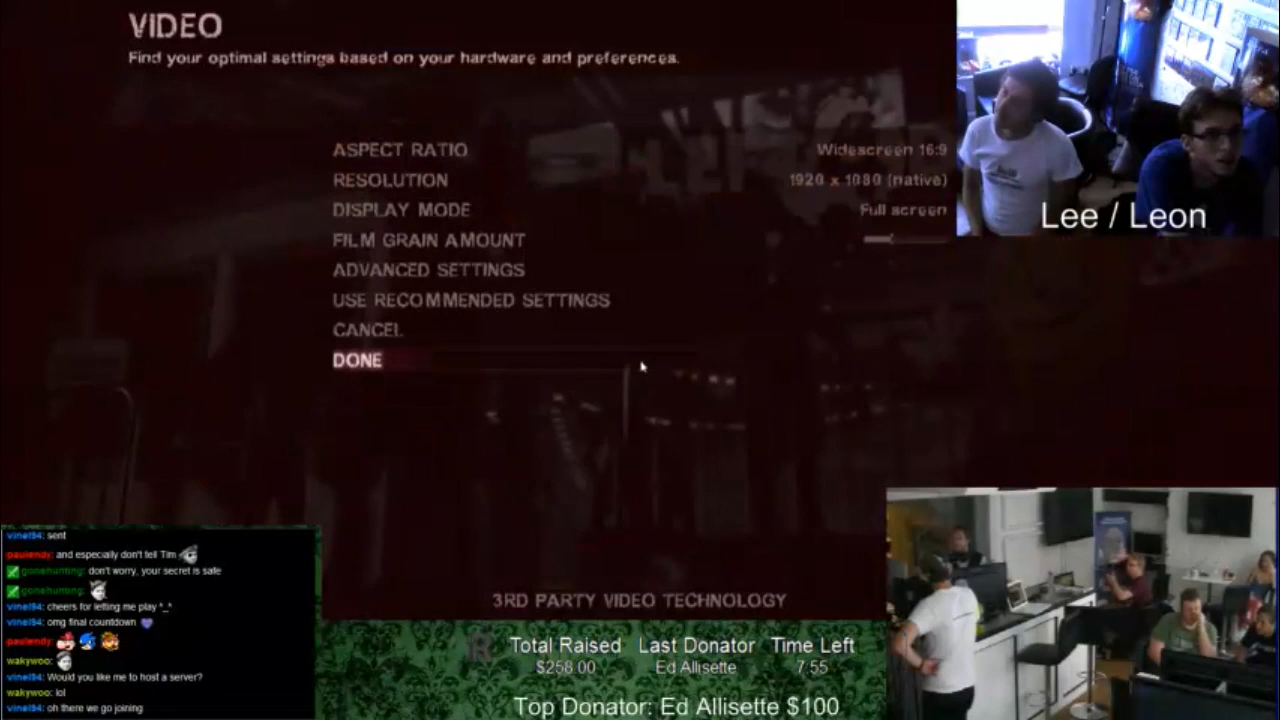 VIDEO
Find your optimal settings based on your hardware and preferences.
ASPECT RATIO Widescreen 16:9
RESOLUTION 1920 x 1080 (native)
DISPLAY MODE Full screen
FILM GRAIN AMOUNT
ADVANCED SETTINGS
USE RECOMMENDED SETTINGS
CANCEL
DONE
3RD PARTY VIDEO TECHNOLOGY
Lee / Leon
vinel94: sent
paulendy: and especially don't tell Tim
gonehunting: don't worry, your secret is safe
gonehunting:
vinel94: cheers for letting me play *_*
vinel94: omg final countdown
paulendy:
wakywoo:
vinel94: Would you like me to host a server?
wakywoo: lol
vinel94: oh there we go joining
Total Raised Last Donator Time Left
$258.00 Ed Allisette 7:55
Top Donator: Ed Allisette $100